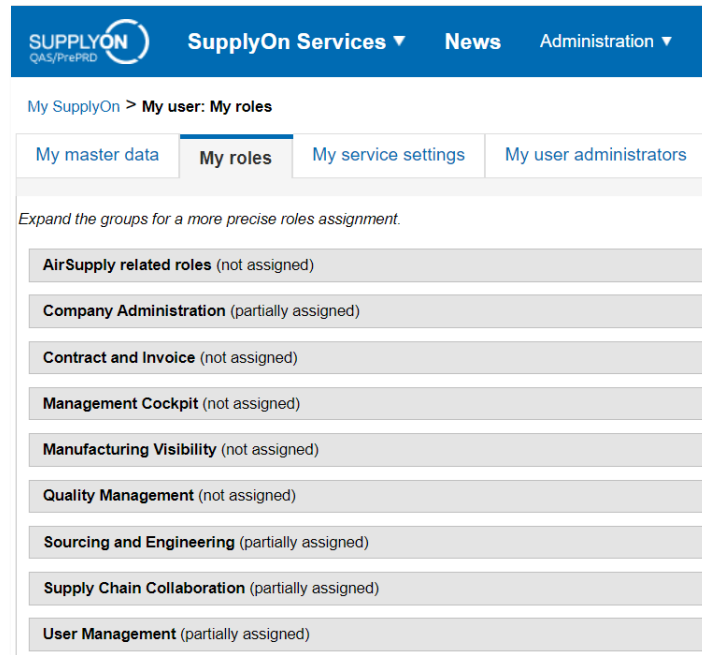 SUPPLYON
QAS/PrePRD
SupplyOn Services ▼ News Administration ▼
My SupplyOn > My user: My roles
My master data My roles My service settings My user administrators
Expand the groups for a more precise roles assignment.
AirSupply related roles (not assigned)
Company Administration (partially assigned)
Contract and Invoice (not assigned)
Management Cockpit (not assigned)
Manufacturing Visibility (not assigned)
Quality Management (not assigned)
Sourcing and Engineering (partially assigned)
Supply Chain Collaboration (partially assigned)
User Management (partially assigned)